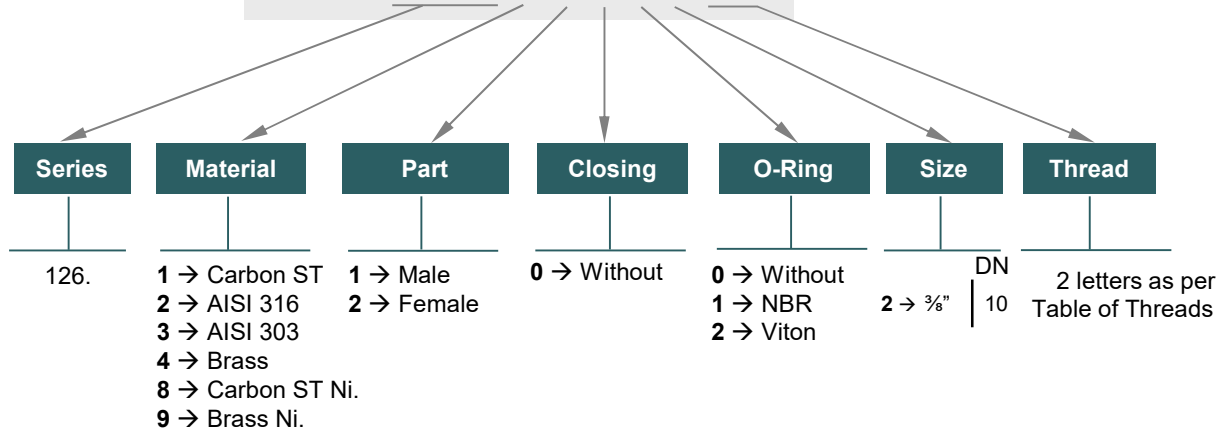 Series
Material
Part
Closing
O-Ring
Size
Thread
126.
1 → Carbon ST
2 → AISI 316
3 → AISI 303
4 → Brass
8 → Carbon ST Ni.
9 → Brass Ni.
1 → Male
2 → Female
0 → Without
0 → Without
1 → NBR
2 → Viton
DN
2 → ⅜” 10
2 letters as per
Table of Threads